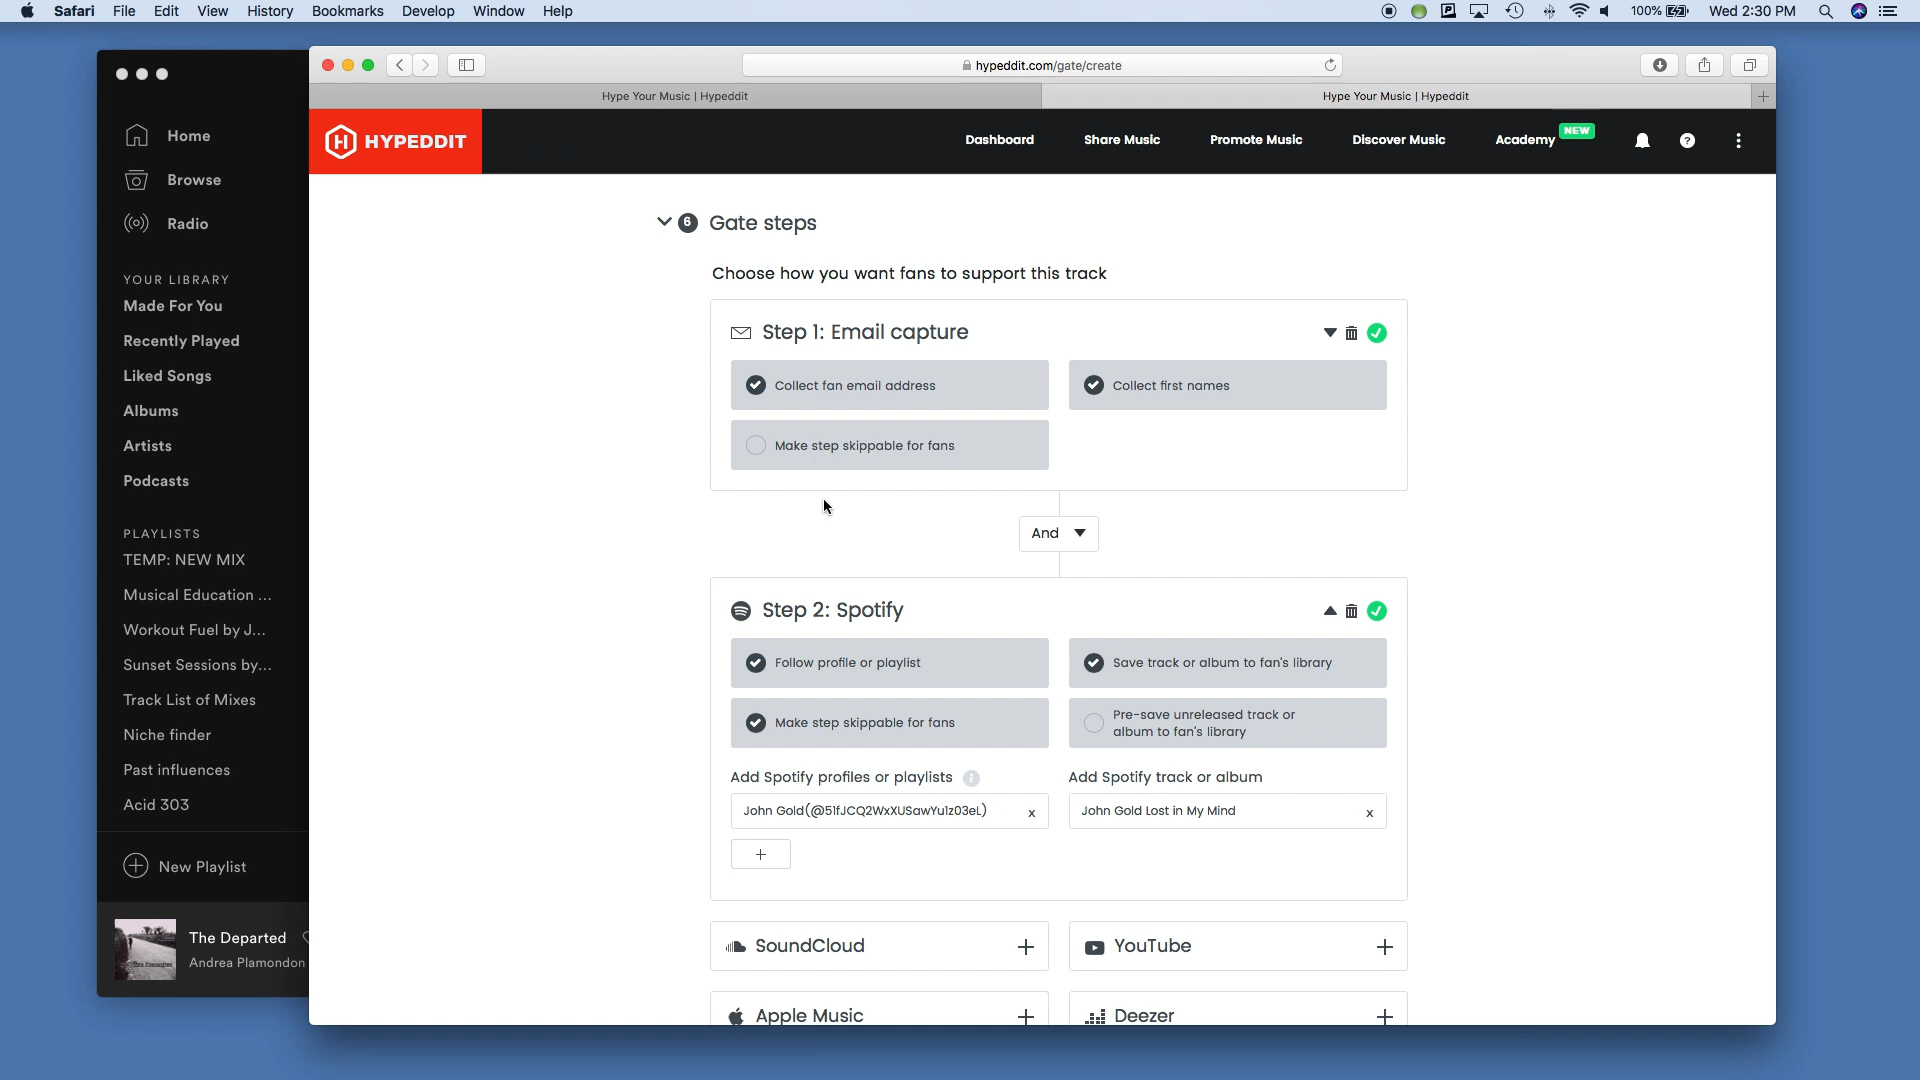 Safari File Edit View History Bookmarks Develop Window Help
100% Wed 2:30 PM
hypeddit.com/gate/create
Hype Your Music | Hypeddit
Hype Your Music | Hypeddit
HYPEDDIT
Dashboard
Share Music
Promote Music
Discover Music
Academy
NEW
Home
Browse
Radio
YOUR LIBRARY
Made For You
Recently Played
Liked Songs
Albums
Artists
Podcasts
PLAYLISTS
TEMP: NEW MIX
Musical Education ...
Workout Fuel by J...
Sunset Sessions by...
Track List of Mixes
Niche finder
Past influences
Acid 303
New Playlist
The Departed
Andrea Plamondon
6 Gate steps
Choose how you want fans to support this track
Step 1: Email capture
Collect fan email address
Collect first names
Make step skippable for fans
And
Step 2: Spotify
Follow profile or playlist
Save track or album to fan's library
Make step skippable for fans
Pre-save unreleased track or
album to fan's library
Add Spotify profiles or playlists
Add Spotify track or album
John Gold(@51fJCQ2WxXUSawYu1z03eL) x
John Gold Lost in My Mind x
+
SoundCloud +
YouTube +
Apple Music +
Deezer +